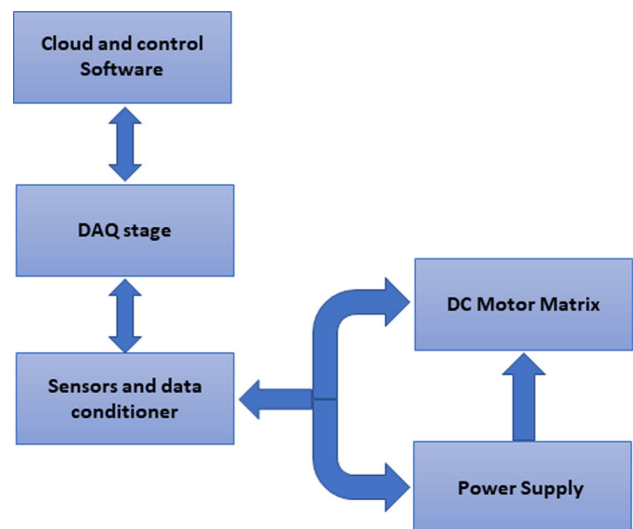 Cloud and control
Software
DAQ stage
DC Motor Matrix
Sensors and data
conditioner
Power Supply